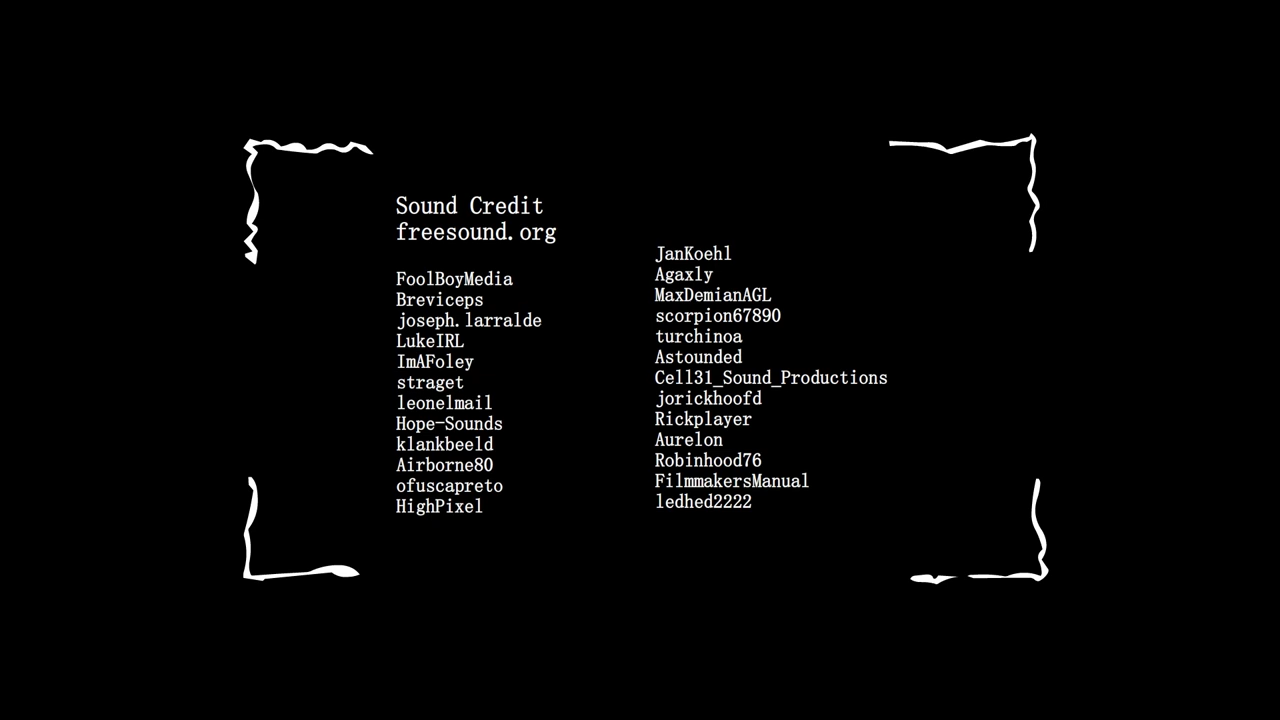 Sound Credit
freesound.org
FoolBoyMedia
Breviceps
joseph.larralde
LukeIRL
ImAFoley
straget
leonelmail
Hope-Sounds
klankbeeld
Airborne80
ofuscapreto
HighPixel
JanKoehl
Agaxly
MaxDemianAGL
scorpion67890
turchinoa
Astounded
Cell31_Sound_Productions
jorickhoofd
Rickplayer
Aurelon
Robinhood76
FilmmakersManual
ledhed2222